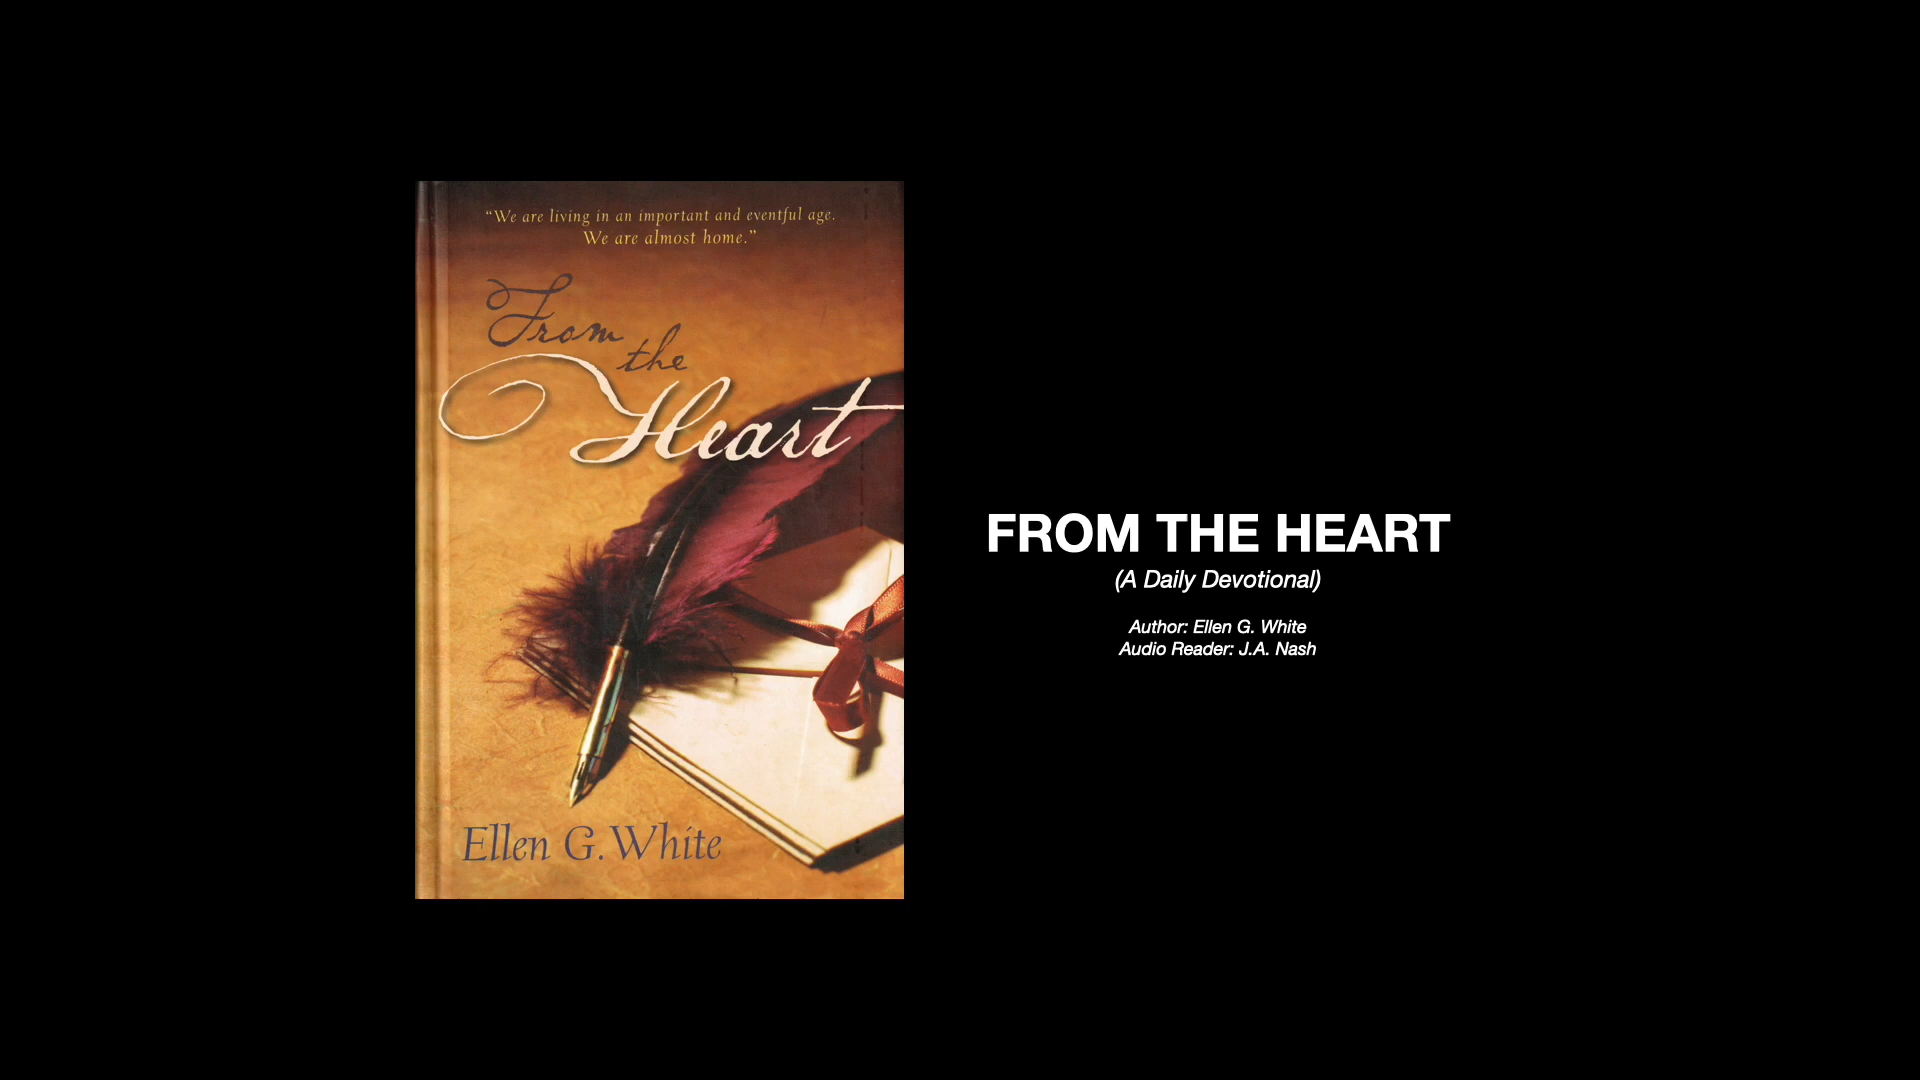 “We are living in an important and eventful age.
We are almost home.”
From
the
Heart
Ellen G. White
FROM THE HEART
(A Daily Devotional)
Author: Ellen G. White
Audio Reader: J.A. Nash